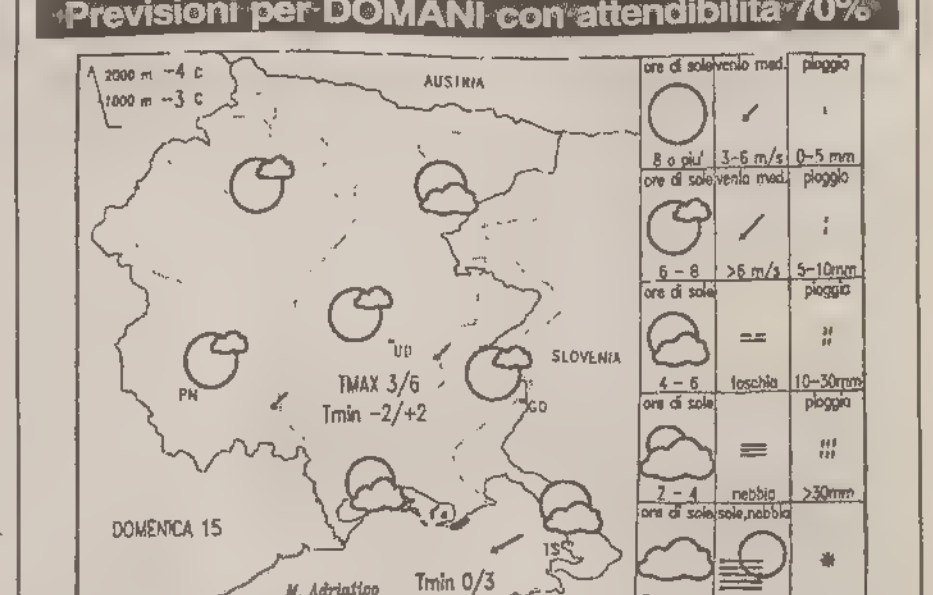 Previsioni per DOMANI con attendibilità 70%
2000 m -4 C
1000 m -3 C
AUSTRIA
UD
SLOVENIA
PN
TMAX 3/6
Tmin -2/+2
GO
DOMENICA 15
TS
M. Adriatico
Tmin 0/3
ore di sole vento med. pioggia
8 o piu' 3-6 m/s 0-5 mm
ore di sole vento med. pioggia
6 - 8 >6 m/s 5-10mm
ore di sole pioggia
4 - 6 foschia 10-30mm
ore di sole pioggia
2 - 4 nebbia >30mm
ore di sole sole,nebbia